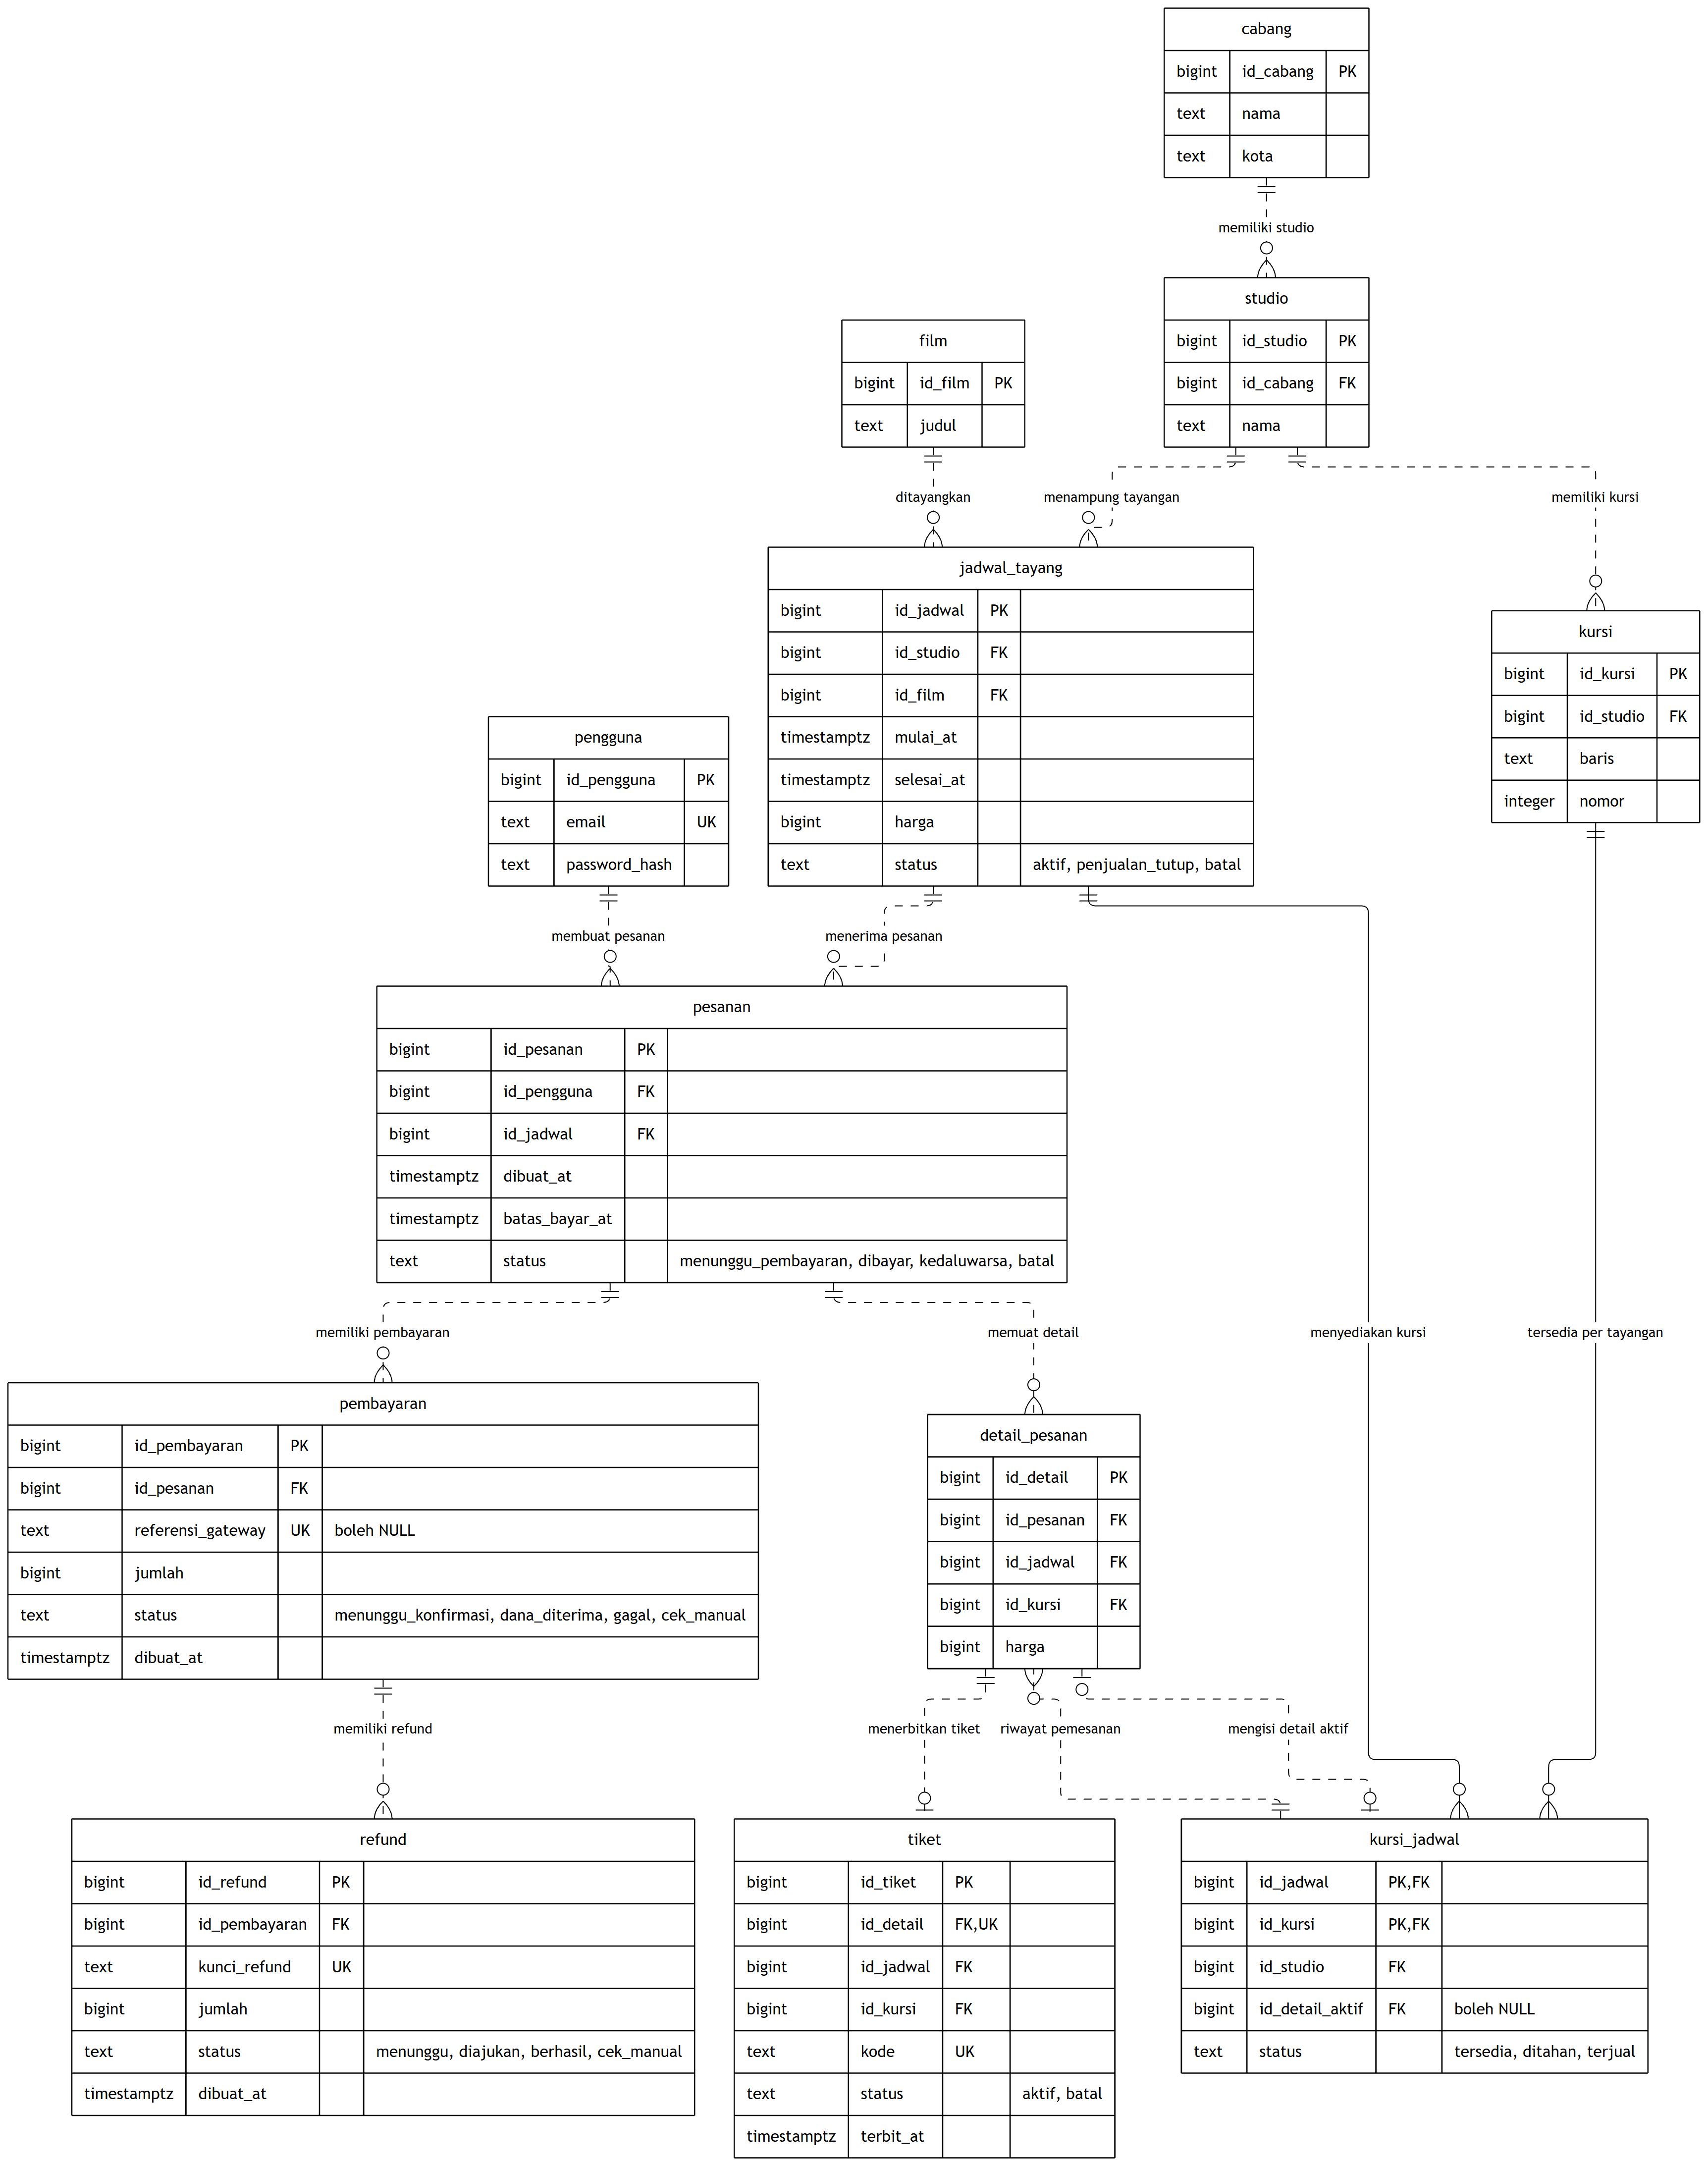 cabang
bigint id_cabang PK
text nama
text kota
memiliki studio
studio
bigint id_studio PK
bigint id_cabang FK
text nama
film
bigint id_film PK
text judul
ditayangkan
menampung tayangan
memiliki kursi
jadwal_tayang
bigint id_jadwal PK
bigint id_studio FK
bigint id_film FK
timestamptz mulai_at
timestamptz selesai_at
bigint harga
text status aktif, penjualan_tutup, batal
kursi
bigint id_kursi PK
bigint id_studio FK
text baris
integer nomor
pengguna
bigint id_pengguna PK
text email UK
text password_hash
membuat pesanan
menerima pesanan
pesanan
bigint id_pesanan PK
bigint id_pengguna FK
bigint id_jadwal FK
timestamptz dibuat_at
timestamptz batas_bayar_at
text status menunggu_pembayaran, dibayar, kedaluwarsa, batal
memiliki pembayaran
memuat detail
menyediakan kursi
tersedia per tayangan
pembayaran
bigint id_pembayaran PK
bigint id_pesanan FK
text referensi_gateway UK boleh NULL
bigint jumlah
text status menunggu_konfirmasi, dana_diterima, gagal, cek_manual
timestamptz dibuat_at
detail_pesanan
bigint id_detail PK
bigint id_pesanan FK
bigint id_jadwal FK
bigint id_kursi FK
bigint harga
memiliki refund
menerbitkan tiket
riwayat pemesanan
mengisi detail aktif
refund
bigint id_refund PK
bigint id_pembayaran FK
text kunci_refund UK
bigint jumlah
text status menunggu, diajukan, berhasil, cek_manual
timestamptz dibuat_at
tiket
bigint id_tiket PK
bigint id_detail FK,UK
bigint id_jadwal FK
bigint id_kursi FK
text kode UK
text status aktif, batal
timestamptz terbit_at
kursi_jadwal
bigint id_jadwal PK,FK
bigint id_kursi PK,FK
bigint id_studio FK
bigint id_detail_aktif FK boleh NULL
text status tersedia, ditahan, terjual